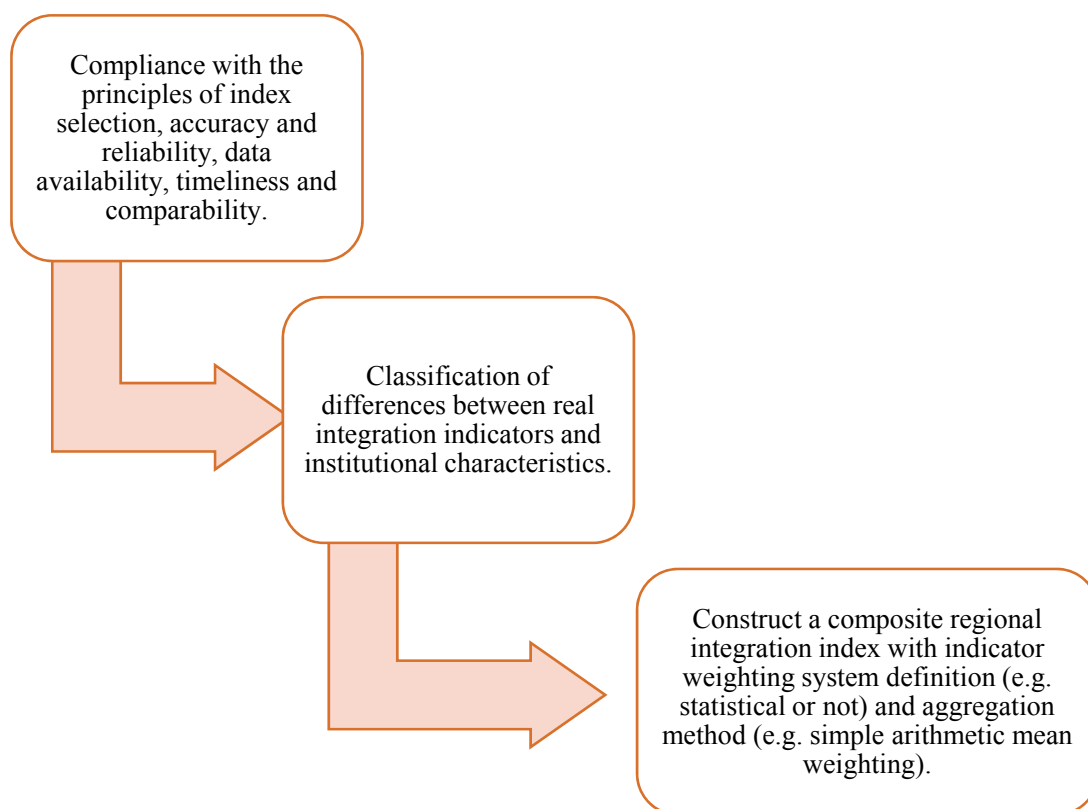 Compliance with the
principles of index
selection, accuracy and
reliability, data
availability, timeliness and
comparability.
Classification of
differences between real
integration indicators and
institutional characteristics.
Construct a composite regional
integration index with indicator
weighting system definition (e.g.
statistical or not) and aggregation
method (e.g. simple arithmetic mean
weighting).